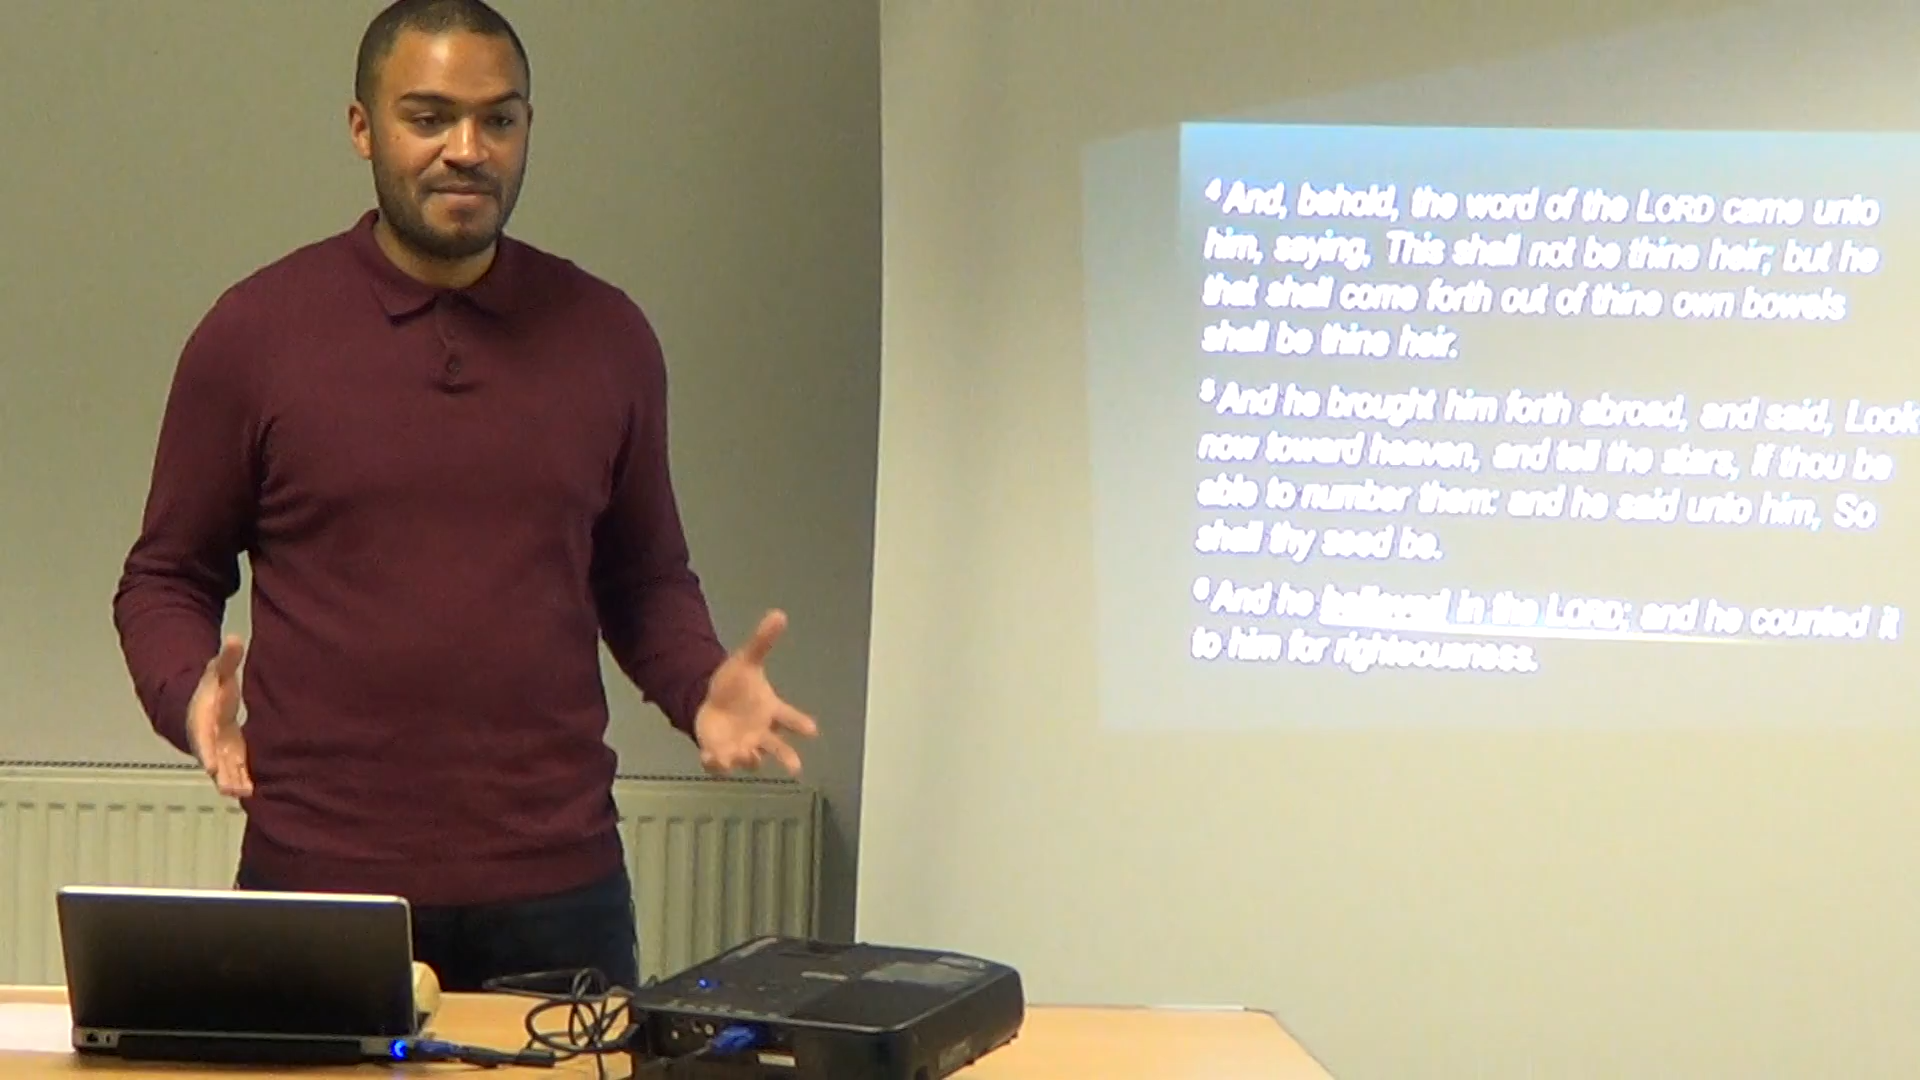 4 And, behold, the word of the LORD came unto
him, saying, This shall not be thine heir; but he
that shall come forth out of thine own bowels
shall be thine heir.
5 And he brought him forth abroad, and said, Look
now toward heaven, and tell the stars, if thou be
able to number them: and he said unto him, So
shall thy seed be.
6 And he believed in the LORD; and he counted it
to him for righteousness.